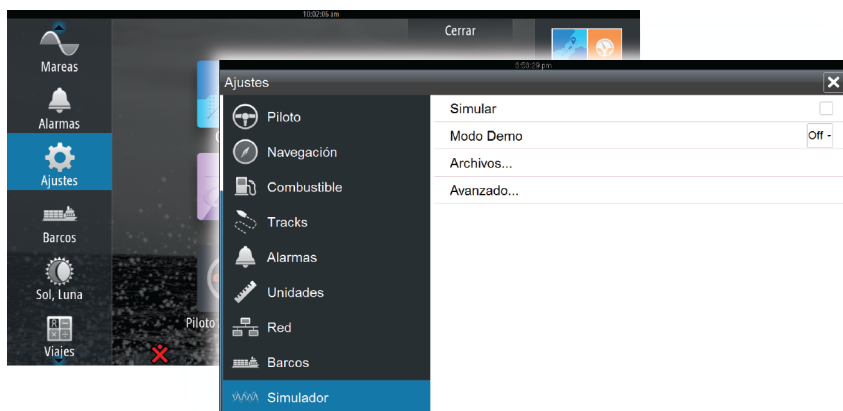 10:02:06 am
Cerrar
Mareas
Alarmas
Ajustes
Barcos
Sol, Luna
Viajes
Piloto
Ajustes
Piloto
Navegación
Combustible
Tracks
Alarmas
Unidades
Red
Barcos
Simulador
Simular
Modo Demo
Off
Archivos...
Avanzado...